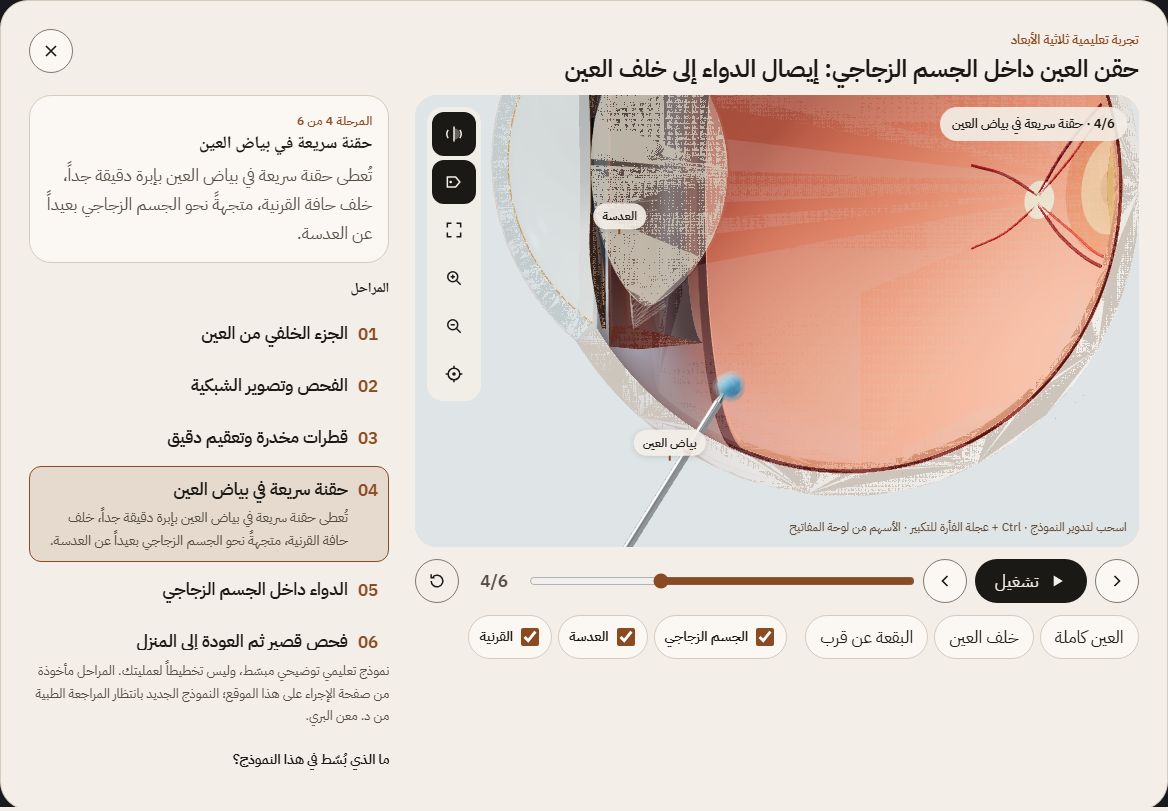 تجربة تعليمية ثلاثية الأبعاد
حقن العين داخل الجسم الزجاجي: إيصال الدواء إلى خلف العين
4/6 · حقنة سريعة في بياض العين
العدسة
بياض العين
اسحب لتدوير النموذج · Ctrl + عجلة الفأرة للتكبير · الأسهم من لوحة المفاتيح
تشغيل
4/6
العين كاملة
خلف العين
البقعة عن قرب
الجسم الزجاجي
العدسة
القرنية
المرحلة 4 من 6
حقنة سريعة في بياض العين
تُعطى حقنة سريعة في بياض العين بإبرة دقيقة جداً،
خلف حافة القرنية، متجهةً نحو الجسم الزجاجي بعيداً
عن العدسة.
المراحل
01 الجزء الخلفي من العين
02 الفحص وتصوير الشبكية
03 قطرات مخدرة وتعقيم دقيق
04 حقنة سريعة في بياض العين
تُعطى حقنة سريعة في بياض العين بإبرة دقيقة جداً، خلف
حافة القرنية، متجهةً نحو الجسم الزجاجي بعيداً عن العدسة.
05 الدواء داخل الجسم الزجاجي
06 فحص قصير ثم العودة إلى المنزل
نموذج تعليمي توضيحي مبسّط، وليس تخطيطاً لعمليتك. المراحل مأخوذة
من صفحة الإجراء على هذا الموقع؛ النموذج الجديد بانتظار المراجعة الطبية
من د. معن البري.
ما الذي بُسّط في هذا النموذج؟